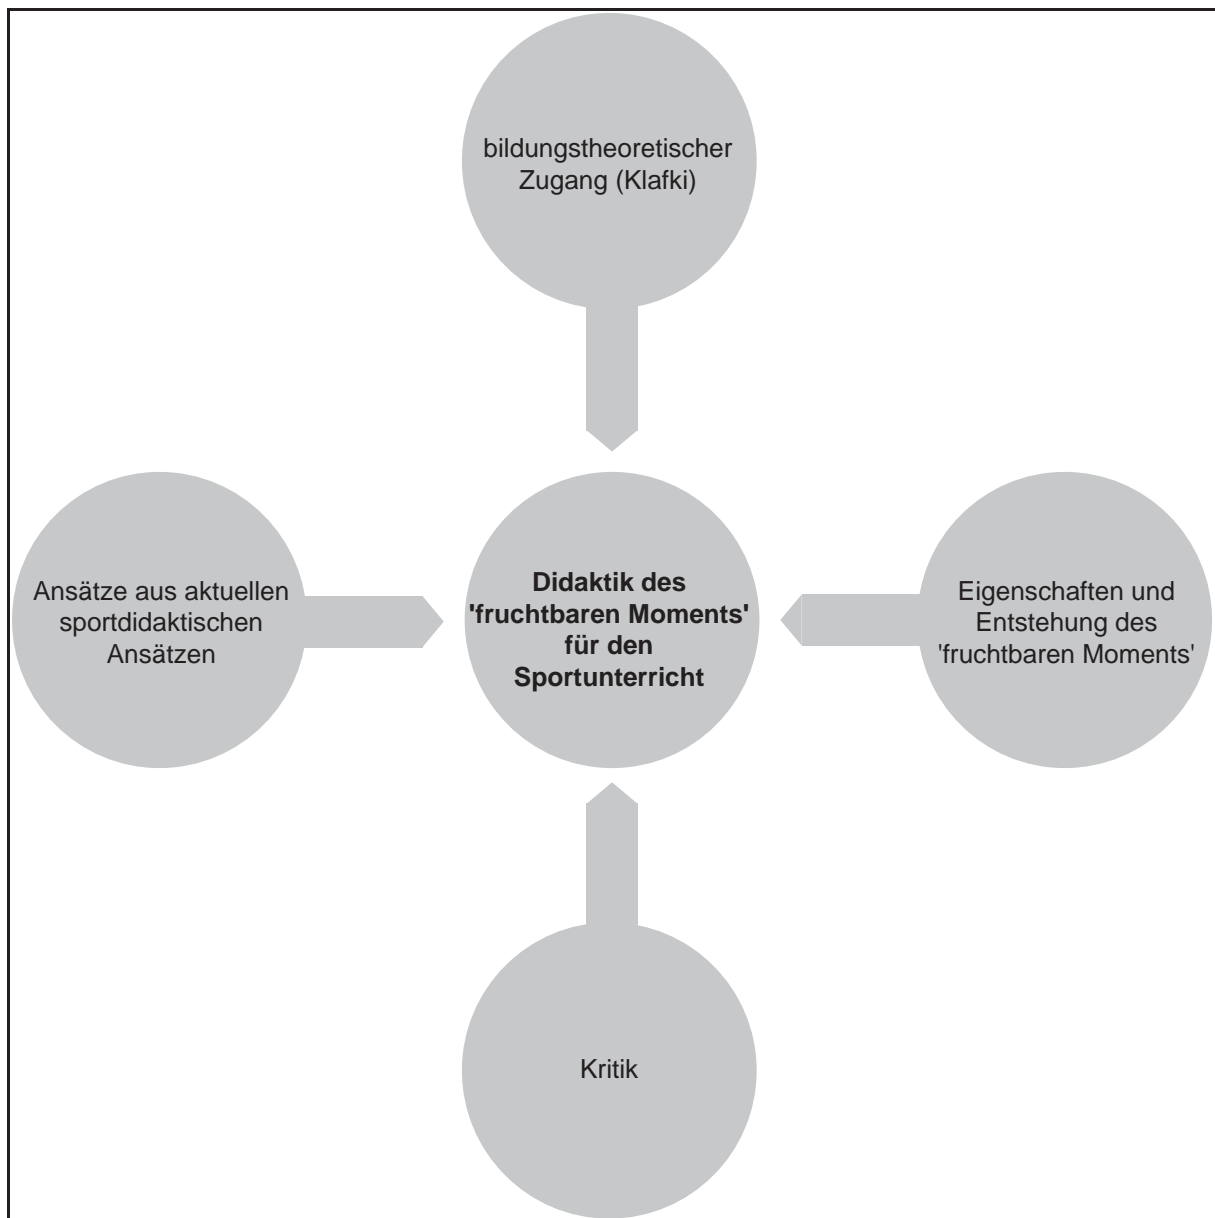 bildungstheoretischer
Zugang (Klafki)
Ansätze aus aktuellen
sportdidaktischen
Ansätzen
Didaktik des
'fruchtbaren Moments'
für den
Sportunterricht
Eigenschaften und
Entstehung des
'fruchtbaren Moments'
Kritik